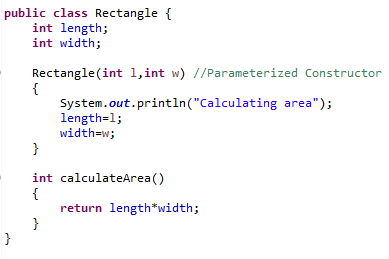 public class Rectangle {
    int length;
    int width;

    Rectangle(int l,int w) //Parameterized Constructor
    {
        System.out.println("Calculating area");
        length=l;
        width=w;
    }

    int calculateArea()
    {
        return length*width;
    }
}